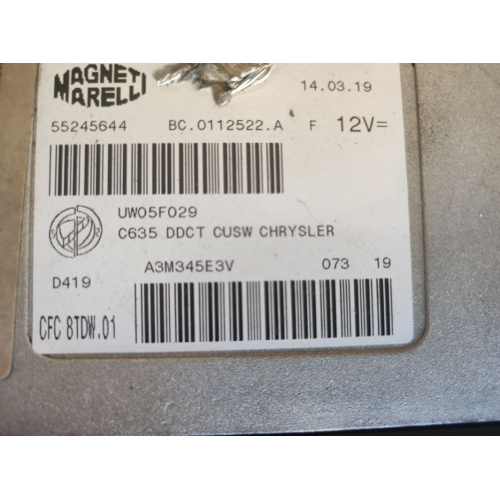 MAGNETI
MARELLI
14.03.19
55245644 BC.0112522.A F 12V=
UW05F029
C635 DDCT CUSW CHRYSLER
A3M345E3V 073 19
D419
CFC 8TDW.01